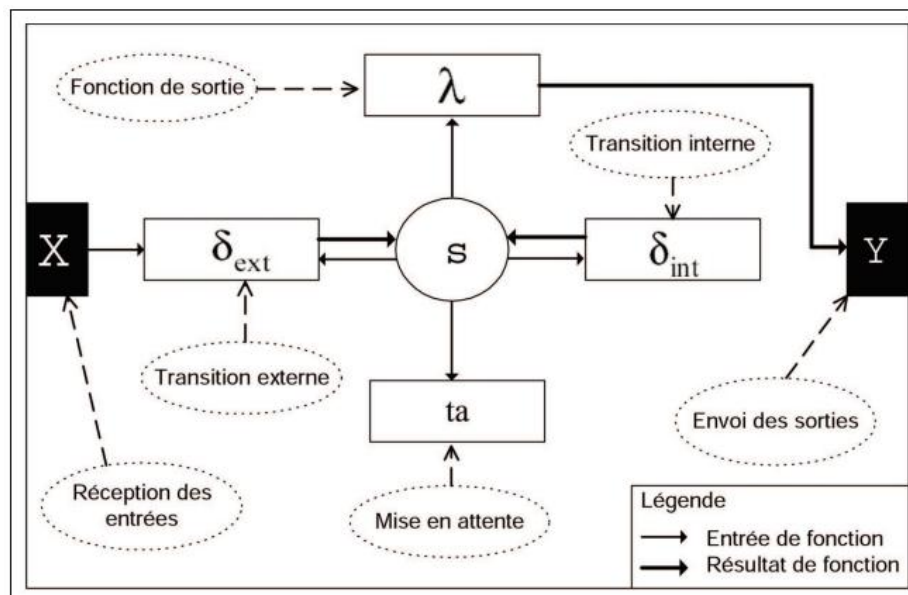 Fonction de sortie
λ
Transition interne
X
δext
s
δint
Y
Transition externe
ta
Envoi des sorties
Réception des
entrées
Mise en attente
Légende
Entrée de fonction
Résultat de fonction